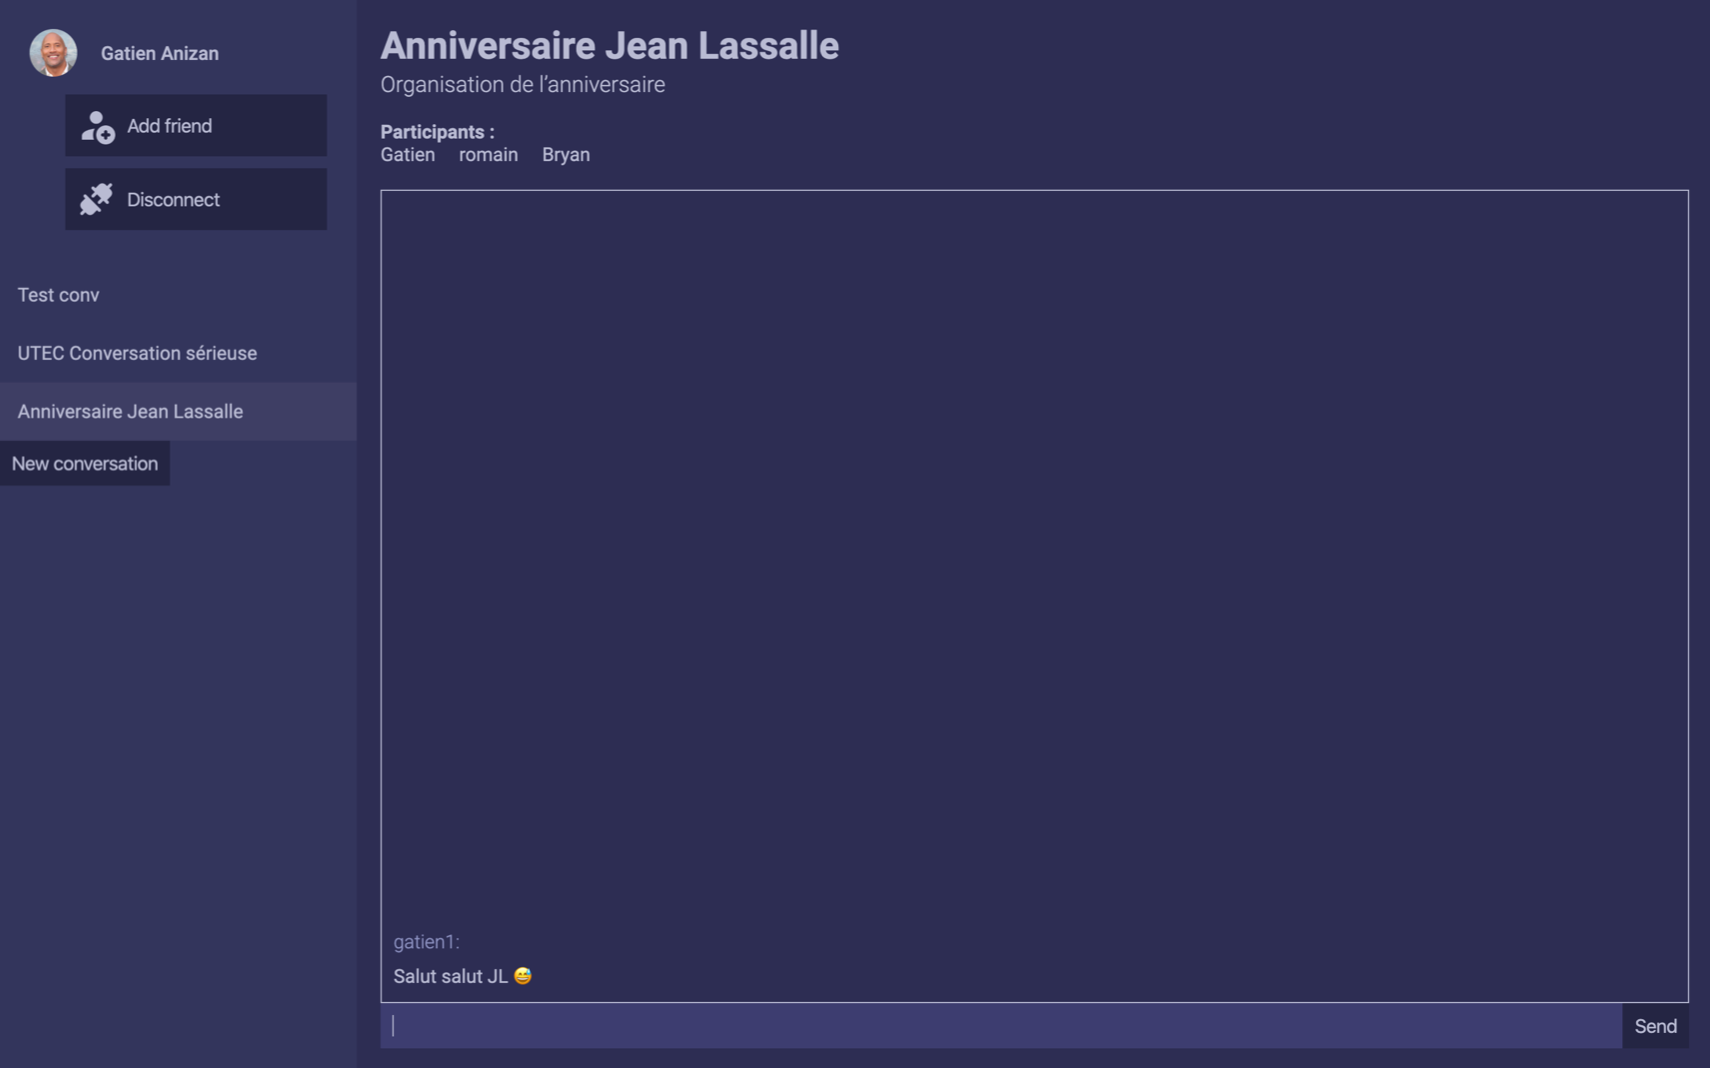 Gatien Anizan
Add friend
Disconnect
Test conv
UTEC Conversation sérieuse
Anniversaire Jean Lassalle
New conversation
Anniversaire Jean Lassalle
Organisation de l’anniversaire
Participants :
Gatien romain Bryan
gatien1:
Salut salut JL 😅
Send